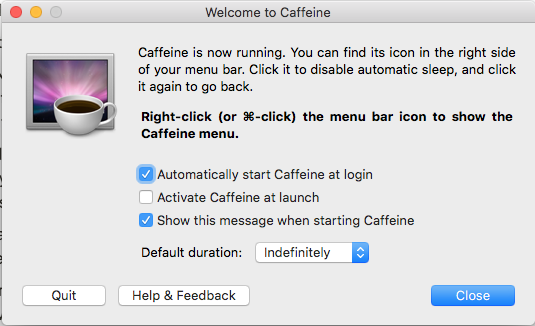 Welcome to Caffeine
Caffeine is now running. You can find its icon in the right side
of your menu bar. Click it to disable automatic sleep, and click
it again to go back.
Right-click (or ⌘-click) the menu bar icon to show the
Caffeine menu.
Automatically start Caffeine at login
Activate Caffeine at launch
Show this message when starting Caffeine
Default duration: Indefinitely
Quit Help & Feedback Close